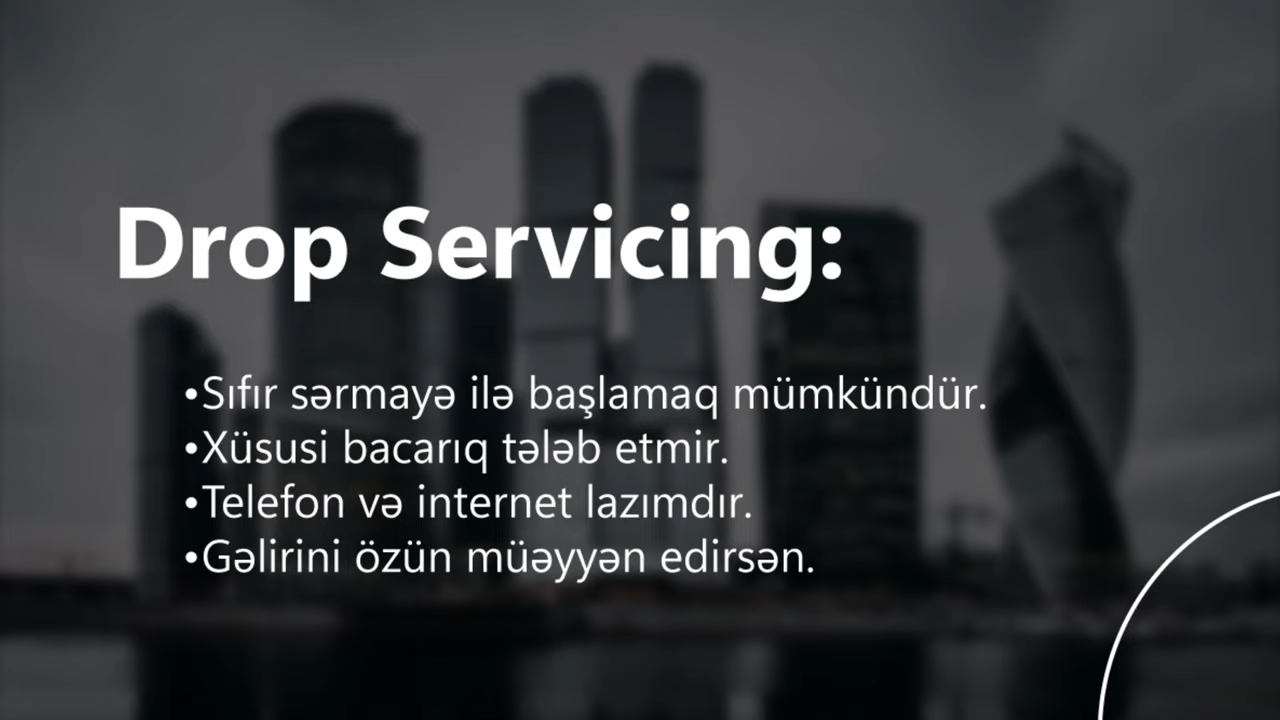 Drop Servicing:
•Sıfır sərmayə ilə başlamaq mümkündür.
•Xüsusi bacarıq tələb etmir.
•Telefon və internet lazımdır.
•Gəlirini özün müəyyən edirsən.